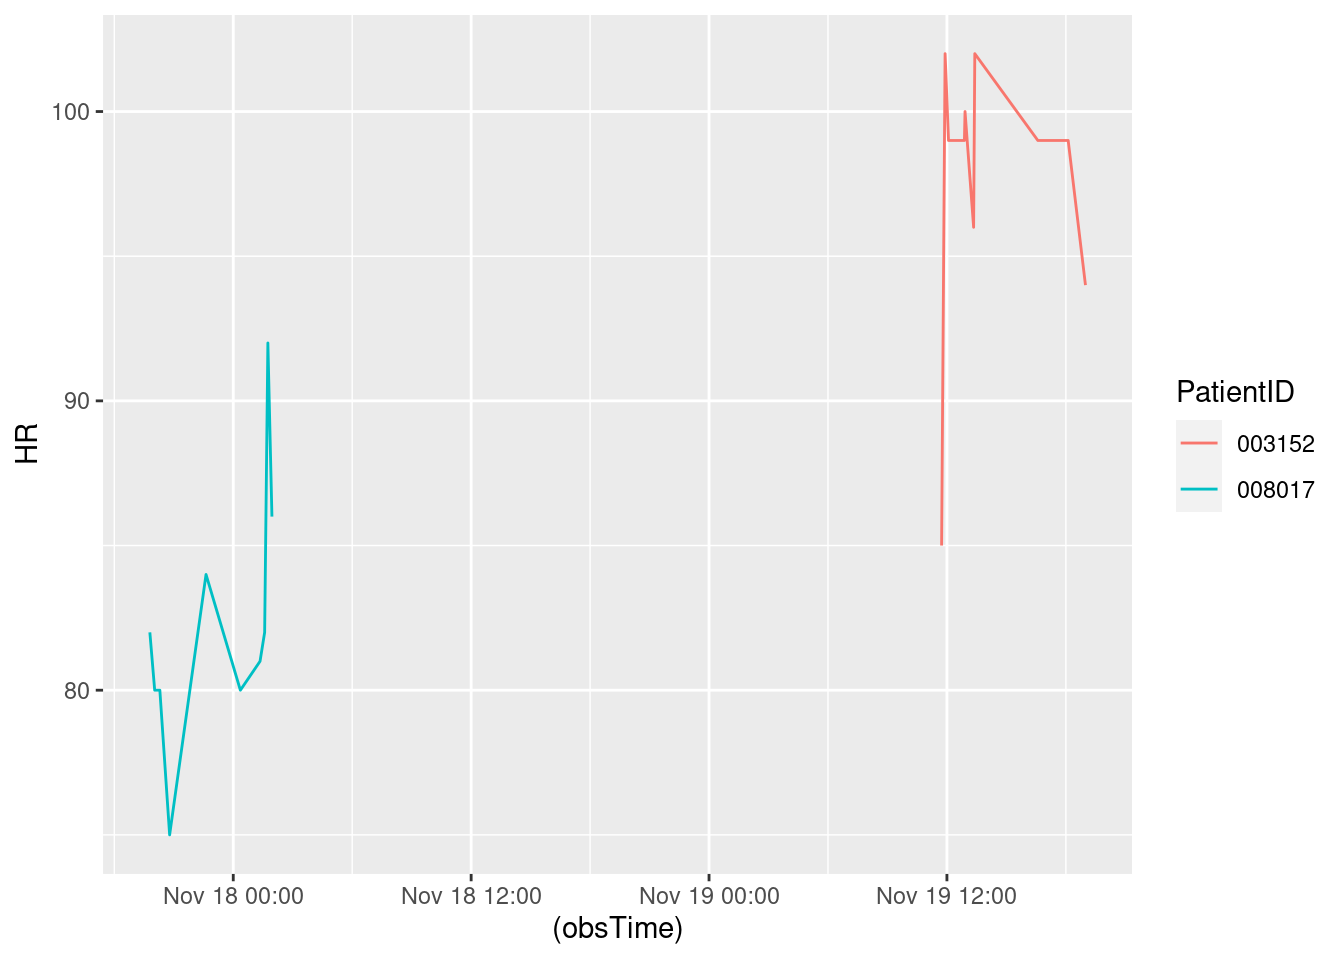 HR
100
90
80
Nov 18 00:00
Nov 18 12:00
Nov 19 00:00
Nov 19 12:00
(obsTime)
PatientID
003152
008017